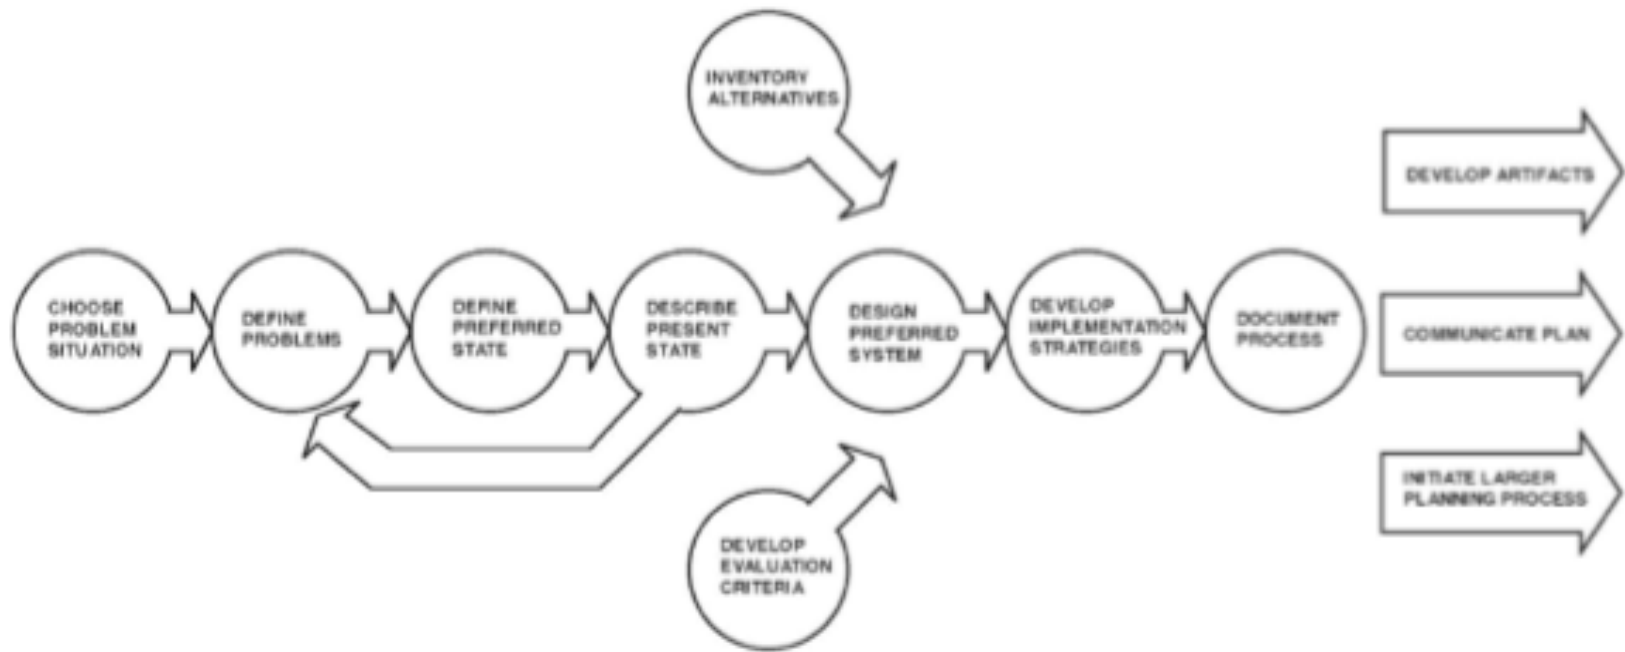 INVENTORY
ALTERNATIVES
DEVELOP ARTIFACTS
CHOOSE
PROBLEM
SITUATION
DEFINE
PROBLEMS
DEFINE
PREFERRED
STATE
DESCRIBE
PRESENT
STATE
DESIGN
PREFERRED
SYSTEM
DEVELOP
IMPLEMENTATION
STRATEGIES
DOCUMENT
PROCESS
COMMUNICATE PLAN
DEVELOP
EVALUATION
CRITERIA
INITIATE LARGER
PLANNING PROCESS